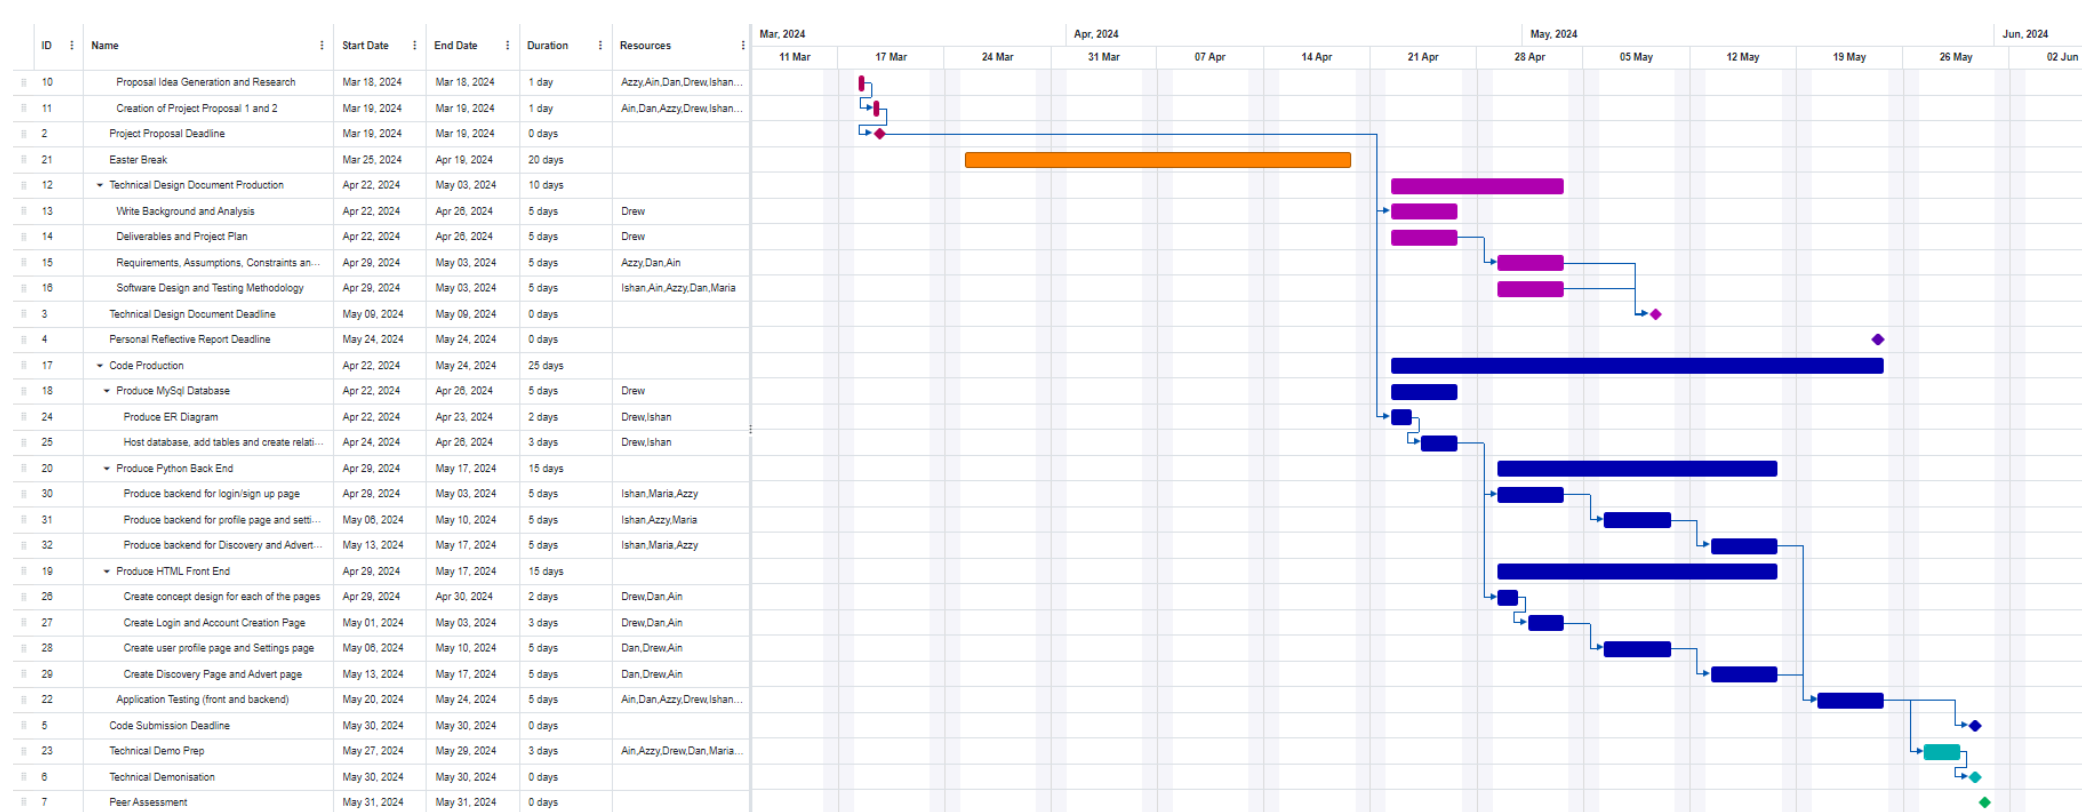 Mar, 2024 Apr, 2024 May, 2024 Jun, 2024
ID Name Start Date End Date Duration Resources
11 Mar 17 Mar 24 Mar 31 Mar 07 Apr 14 Apr 21 Apr 28 Apr 05 May 12 May 19 May 26 May 02 Jun
10 Proposal Idea Generation and Research Mar 18, 2024 Mar 18, 2024 1 day Azzy,Ain,Dan,Drew,Ishan...
11 Creation of Project Proposal 1 and 2 Mar 19, 2024 Mar 19, 2024 1 day Ain,Dan,Azzy,Drew,Ishan...
2 Project Proposal Deadline Mar 19, 2024 Mar 19, 2024 0 days
21 Easter Break Mar 25, 2024 Apr 19, 2024 20 days
12 Technical Design Document Production Apr 22, 2024 May 03, 2024 10 days
13 Write Background and Analysis Apr 22, 2024 Apr 26, 2024 5 days Drew
14 Deliverables and Project Plan Apr 22, 2024 Apr 26, 2024 5 days Drew
15 Requirements, Assumptions, Constraints an... Apr 29, 2024 May 03, 2024 5 days Azzy,Dan,Ain
16 Software Design and Testing Methodology Apr 29, 2024 May 03, 2024 5 days Ishan,Ain,Azzy,Dan,Maria
3 Technical Design Document Deadline May 09, 2024 May 09, 2024 0 days
4 Personal Reflective Report Deadline May 24, 2024 May 24, 2024 0 days
17 Code Production Apr 22, 2024 May 24, 2024 25 days
18 Produce MySql Database Apr 22, 2024 Apr 26, 2024 5 days Drew
24 Produce ER Diagram Apr 22, 2024 Apr 23, 2024 2 days Drew,Ishan
25 Host database, add tables and create relati... Apr 24, 2024 Apr 26, 2024 3 days Drew,Ishan
20 Produce Python Back End Apr 29, 2024 May 17, 2024 15 days
30 Produce backend for login/sign up page Apr 29, 2024 May 03, 2024 5 days Ishan,Maria,Azzy
31 Produce backend for profile page and setti... May 06, 2024 May 10, 2024 5 days Ishan,Azzy,Maria
32 Produce backend for Discovery and Advert... May 13, 2024 May 17, 2024 5 days Ishan,Maria,Azzy
19 Produce HTML Front End Apr 29, 2024 May 17, 2024 15 days
26 Create concept design for each of the pages Apr 29, 2024 Apr 30, 2024 2 days Drew,Dan,Ain
27 Create Login and Account Creation Page May 01, 2024 May 03, 2024 3 days Drew,Dan,Ain
28 Create user profile page and Settings page May 06, 2024 May 10, 2024 5 days Dan,Drew,Ain
29 Create Discovery Page and Advert page May 13, 2024 May 17, 2024 5 days Dan,Drew,Ain
22 Application Testing (front and backend) May 20, 2024 May 24, 2024 5 days Ain,Dan,Azzy,Drew,Ishan...
5 Code Submission Deadline May 30, 2024 May 30, 2024 0 days
23 Technical Demo Prep May 27, 2024 May 29, 2024 3 days Ain,Azzy,Drew,Dan,Maria...
6 Technical Demonisation May 30, 2024 May 30, 2024 0 days
7 Peer Assessment May 31, 2024 May 31, 2024 0 days